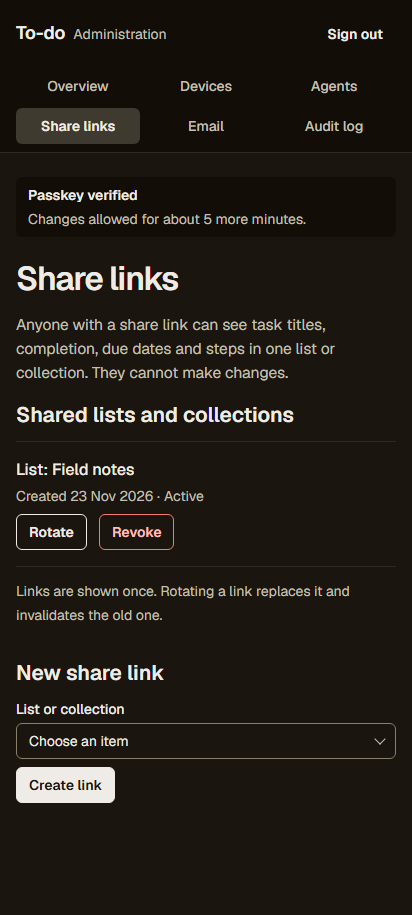 To-do Administration
Sign out
Overview
Devices
Agents
Share links
Email
Audit log
Passkey verified
Changes allowed for about 5 more minutes.
Share links
Anyone with a share link can see task titles,
completion, due dates and steps in one list or
collection. They cannot make changes.
Shared lists and collections
List: Field notes
Created 23 Nov 2026 · Active
Rotate
Revoke
Links are shown once. Rotating a link replaces it and
invalidates the old one.
New share link
List or collection
Choose an item
Create link